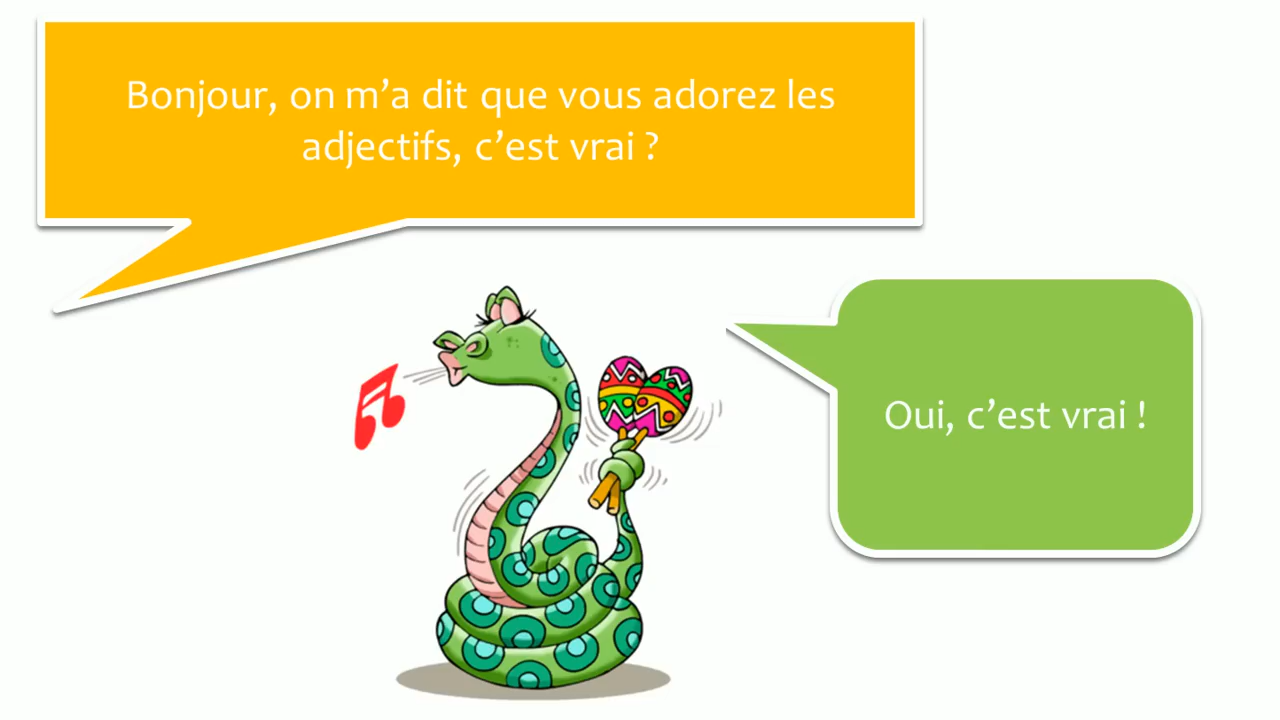 Bonjour, on m’a dit que vous adorez les
adjectifs, c’est vrai ?
Oui, c’est vrai !